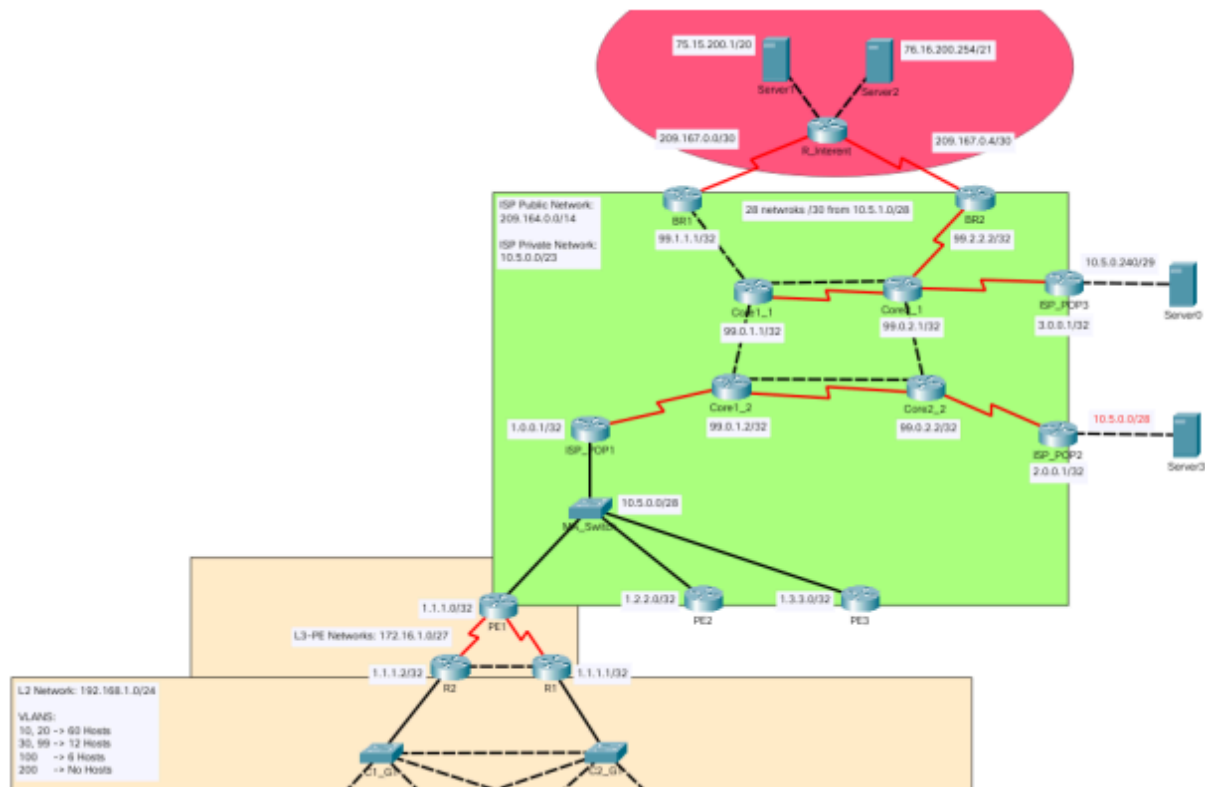 75.15.200.1/20
76.16.200.254/21
Server1
Server2
209.167.0.0/30
209.167.0.4/30
R_Interent
ISP Public Network:
209.164.0.0/14
ISP Private Network:
10.5.0.0/23
28 netwroks /30 from 10.5.1.0/28
BR1
BR2
99.1.1.1/32
99.2.2.2/32
10.5.0.240/29
Core1_1
ISP_POP3
Server0
99.0.1.1/32
99.0.2.1/32
3.0.0.1/32
Core1_2
Core2_2
1.0.0.1/32
99.0.1.2/32
99.0.2.2/32
10.5.0.0/28
ISP_POP1
ISP_POP2
Server3
2.0.0.1/32
10.5.0.0/28
1.1.1.0/32
1.2.2.0/32
1.3.3.0/32
PE1
PE2
PE3
L3-PE Networks: 172.16.1.0/27
1.1.1.2/32
1.1.1.1/32
R2
R1
L2 Network: 192.168.1.0/24
VLANS:
10, 20 -> 60 Hosts
30, 99 -> 12 Hosts
100 -> 6 Hosts
200 -> No Hosts